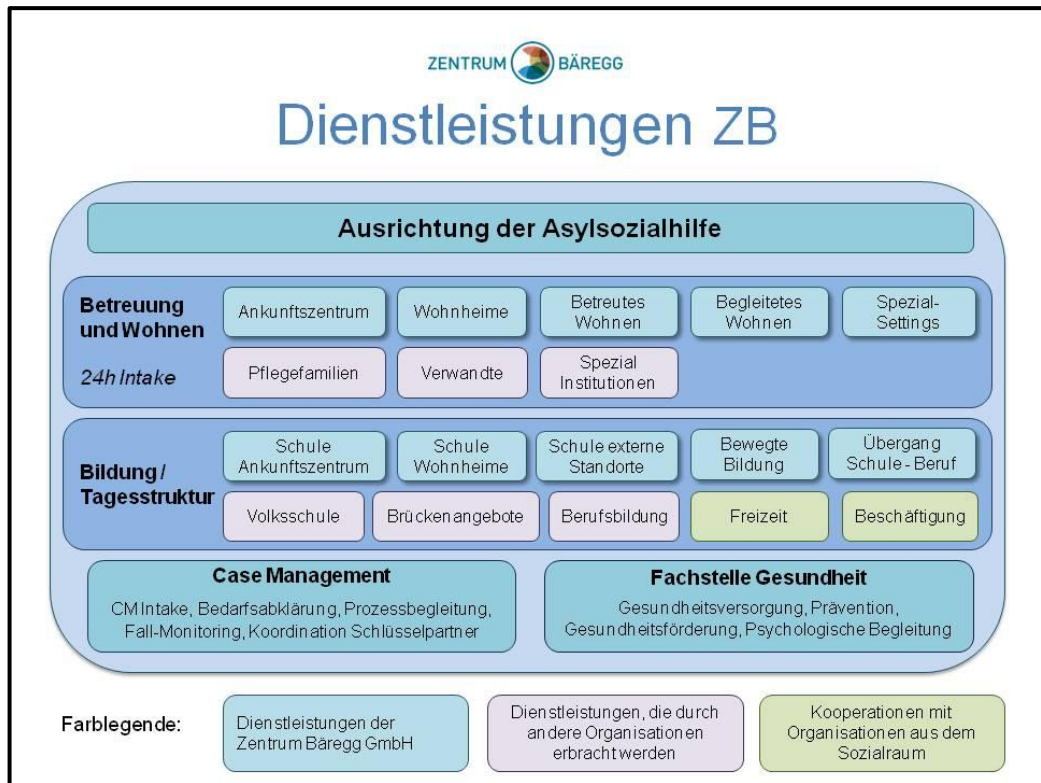 ZENTRUM BÄREGG
Dienstleistungen ZB
Ausrichtung der Asylsozialhilfe
Betreuung
und Wohnen
24h Intake
Ankunftszentrum
Wohnheime
Betreutes
Wohnen
Begleitetes
Wohnen
Spezial-
Settings
Pflegefamilien
Verwandte
Spezial
Institutionen
Bildung /
Tagesstruktur
Schule
Ankunftszentrum
Schule
Wohnheime
Schule externe
Standorte
Bewegte
Bildung
Übergang
Schule - Beruf
Volksschule
Brückenangebote
Berufsbildung
Freizeit
Beschäftigung
Case Management
CM Intake, Bedarfsabklärung, Prozessbegleitung,
Fall-Monitoring, Koordination Schlüsselpartner
Fachstelle Gesundheit
Gesundheitsversorgung, Prävention,
Gesundheitsförderung, Psychologische Begleitung
Farblegende:
Dienstleistungen der
Zentrum Bäregg GmbH
Dienstleistungen, die durch
andere Organisationen
erbracht werden
Kooperationen mit
Organisationen aus dem
Sozialraum